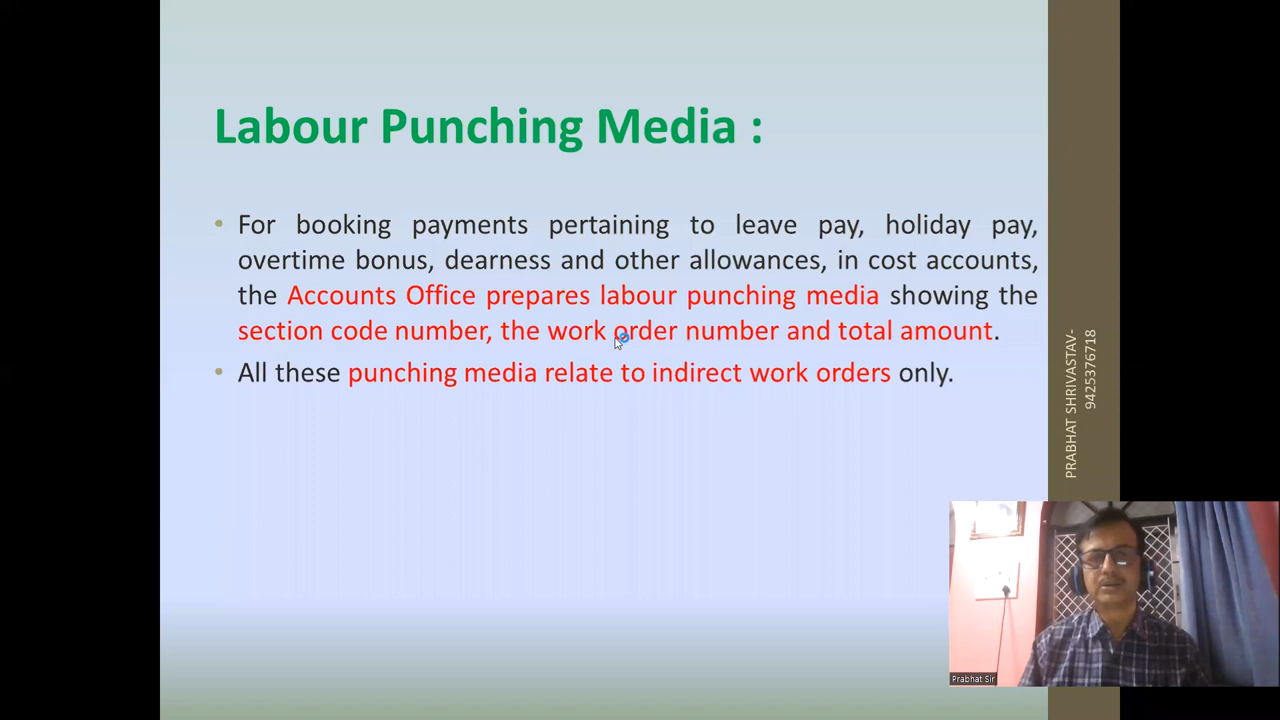 Labour Punching Media :
• For booking payments pertaining to leave pay, holiday pay,
overtime bonus, dearness and other allowances, in cost accounts,
the Accounts Office prepares labour punching media showing the
section code number, the work order number and total amount.
• All these punching media relate to indirect work orders only.
PRABHAT SHRIVASTAV-
9425376718
Prabhat Sir